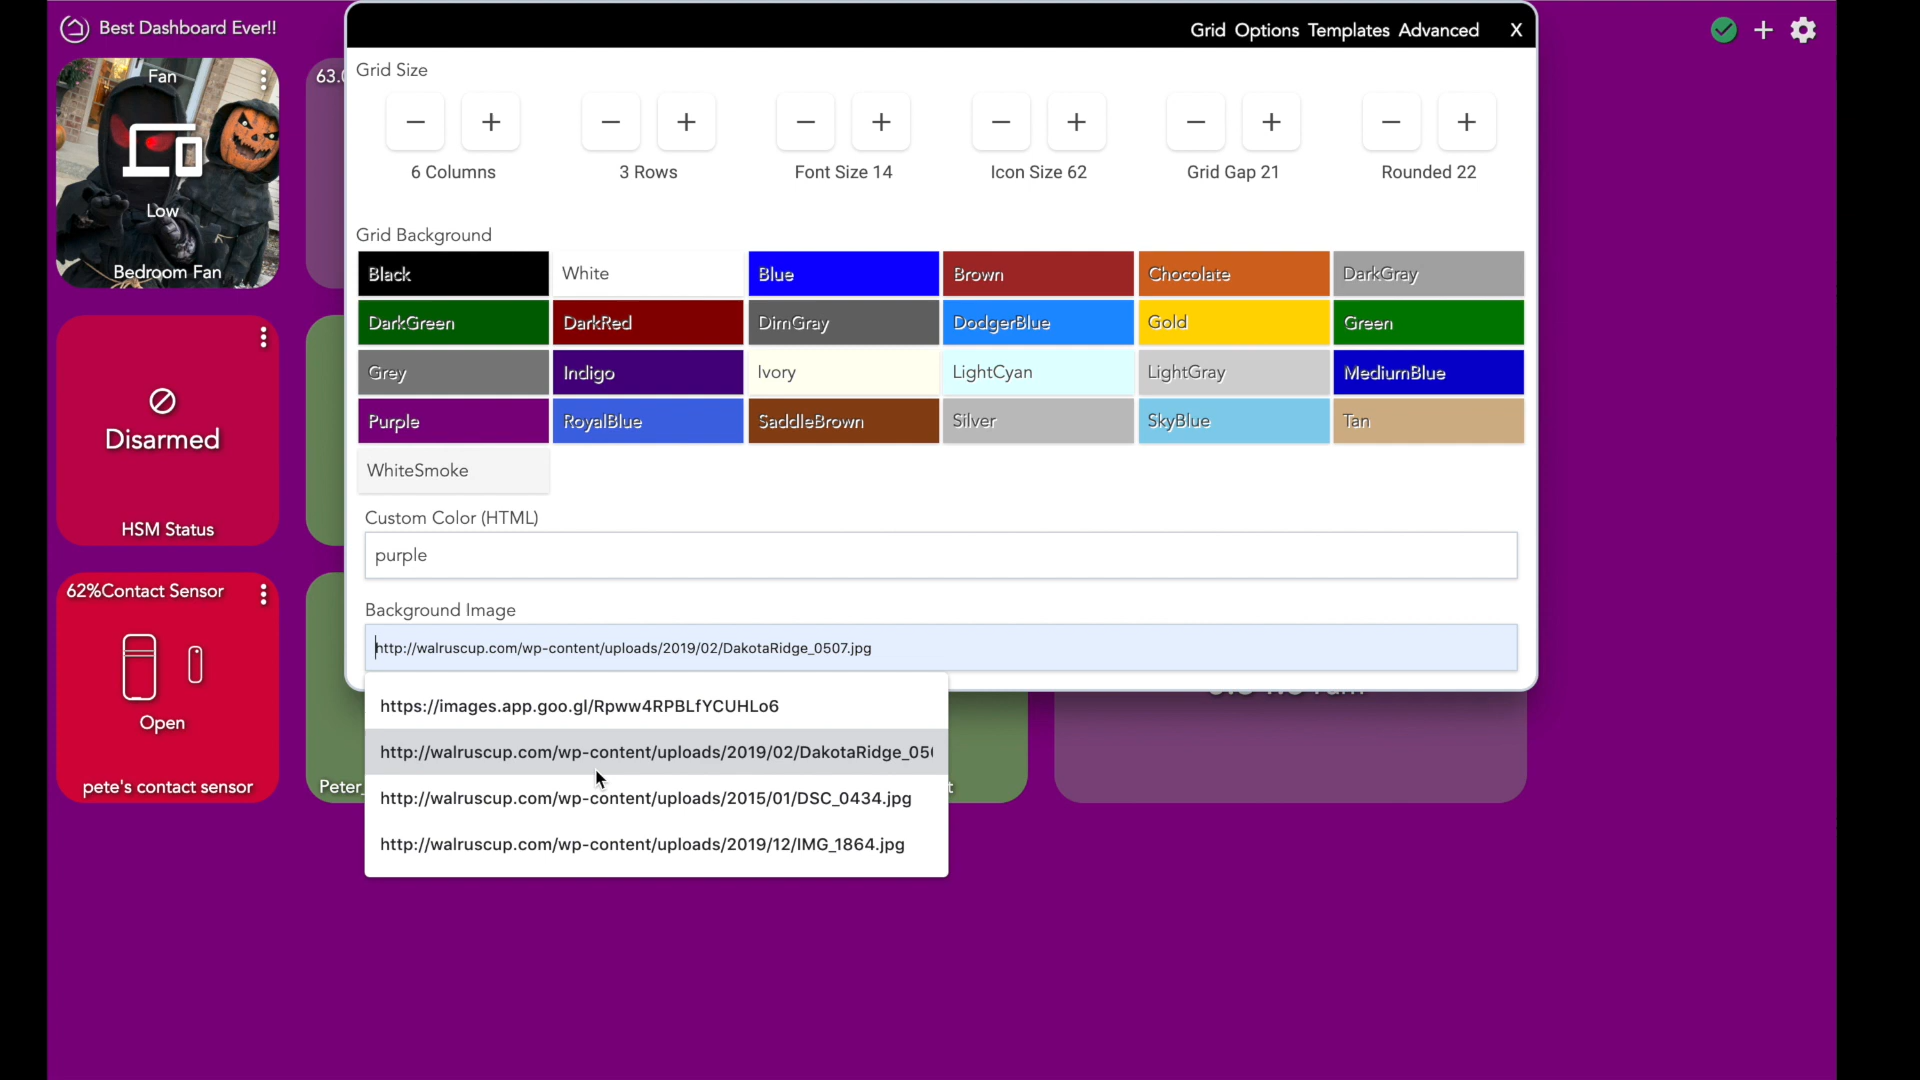 Best Dashboard Ever!!
Grid Options Templates Advanced X
Fan
Low
Bedroom Fan
Disarmed
HSM Status
62%Contact Sensor
Open
pete's contact sensor
63.
Peter_
Grid Size
6 Columns
3 Rows
Font Size 14
Icon Size 62
Grid Gap 21
Rounded 22
Grid Background
Black White Blue Brown Chocolate DarkGray
DarkGreen DarkRed DimGray DodgerBlue Gold Green
Grey Indigo Ivory LightCyan LightGray MediumBlue
Purple RoyalBlue SaddleBrown Silver SkyBlue Tan
WhiteSmoke
Custom Color (HTML)
purple
Background Image
http://walruscup.com/wp-content/uploads/2019/02/DakotaRidge_0507.jpg
https://images.app.goo.gl/Rpww4RPBLfYCUHLo6
http://walruscup.com/wp-content/uploads/2019/02/DakotaRidge_05
http://walruscup.com/wp-content/uploads/2015/01/DSC_0434.jpg
http://walruscup.com/wp-content/uploads/2019/12/IMG_1864.jpg